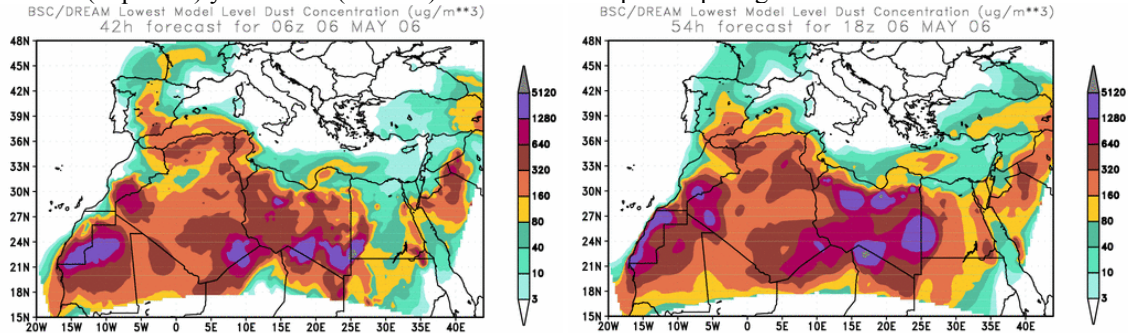 BSC/DREAM Lowest Model Level Dust Concentration (ug/m**3)
42h forecast for 06z 06 MAY 06
48N
45N
42N
39N
36N
33N
30N
27N
24N
21N
18N
15N
20W 15W 10W 5W 0 5E 10E 15E 20E 25E 30E 35E 40E
5120
1280
640
320
160
80
40
10
3
BSC/DREAM Lowest Model Level Dust Concentration (ug/m**3)
54h forecast for 18z 06 MAY 06
48N
45N
42N
39N
36N
33N
30N
27N
24N
21N
18N
15N
20W 15W 10W 5W 0 5E 10E 15E 20E 25E 30E 35E 40E
5120
1280
640
320
160
80
40
10
3